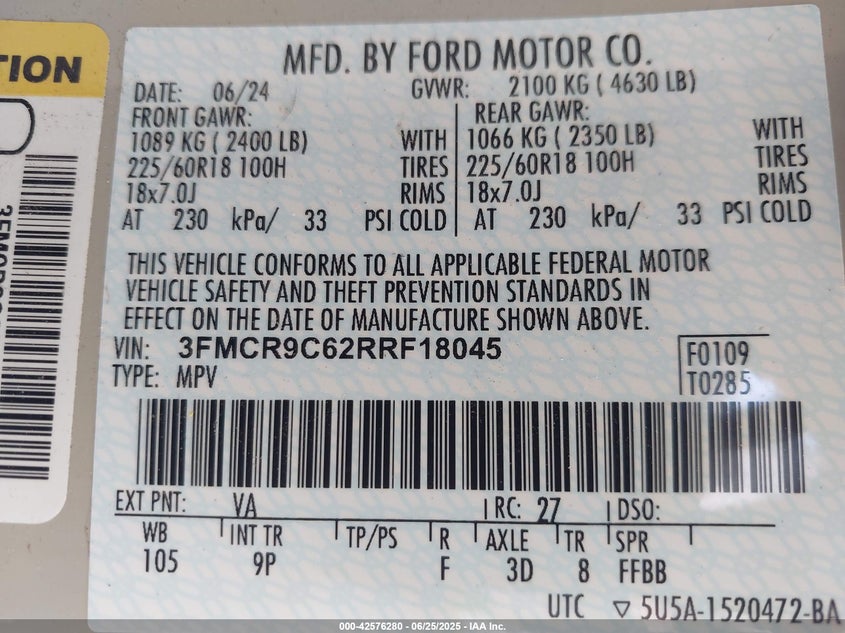 TION
MFD. BY FORD MOTOR CO.
DATE: 06/24 GVWR: 2100 KG ( 4630 LB)
FRONT GAWR: REAR GAWR:
1089 KG ( 2400 LB) WITH 1066 KG ( 2350 LB) WITH
225/60R18 100H TIRES 225/60R18 100H TIRES
18x7.0J RIMS 18x7.0J RIMS
AT 230 kPa/ 33 PSI COLD AT 230 kPa/ 33 PSI COLD
THIS VEHICLE CONFORMS TO ALL APPLICABLE FEDERAL MOTOR
VEHICLE SAFETY AND THEFT PREVENTION STANDARDS IN
EFFECT ON THE DATE OF MANUFACTURE SHOWN ABOVE.
VIN: 3FMCR9C62RRF18045 F0109
TYPE: MPV T0285
EXT PNT: VA RC: 27 DSO:
WB INT TR TP/PS R AXLE TR SPR
105 9P F 3D 8 FFBB
UTC ▽ 5U5A-1520472-BA
000-42576280 - 06/25/2025 - IAA Inc.